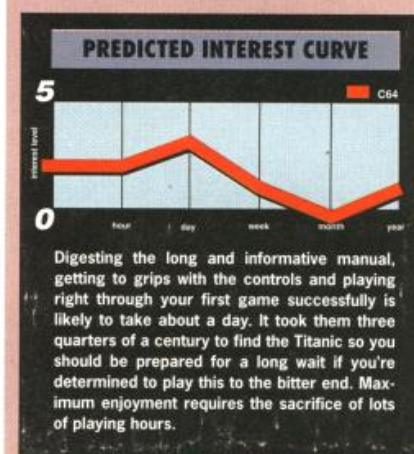 PREDICTED INTEREST CURVE
5
C64
interest level
0
hour day week month year
Digesting the long and informative manual,
getting to grips with the controls and playing
right through your first game successfully is
likely to take about a day. It took them three
quarters of a century to find the Titanic so you
should be prepared for a long wait if you're
determined to play this to the bitter end. Max-
imum enjoyment requires the sacrifice of lots
of playing hours.